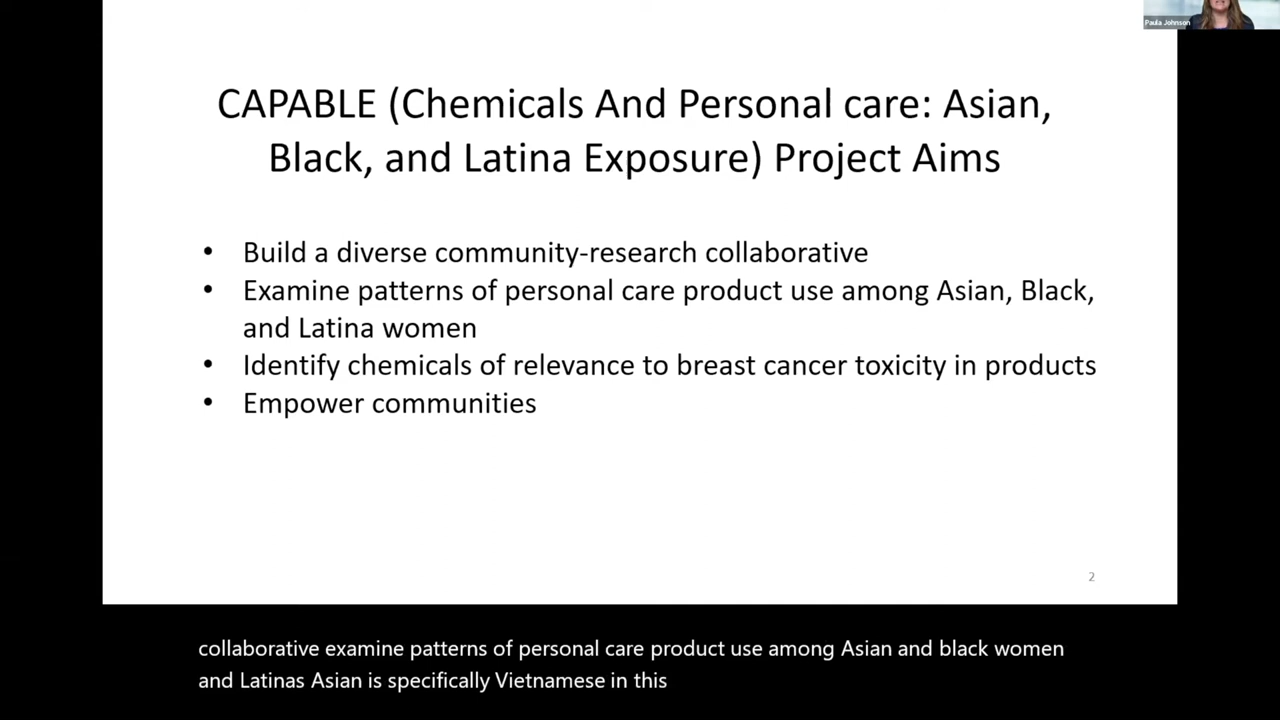 Paula Johnson
CAPABLE (Chemicals And Personal care: Asian,
Black, and Latina Exposure) Project Aims
• Build a diverse community-research collaborative
• Examine patterns of personal care product use among Asian, Black,
and Latina women
• Identify chemicals of relevance to breast cancer toxicity in products
• Empower communities
2
collaborative examine patterns of personal care product use among Asian and black women
and Latinas Asian is specifically Vietnamese in this